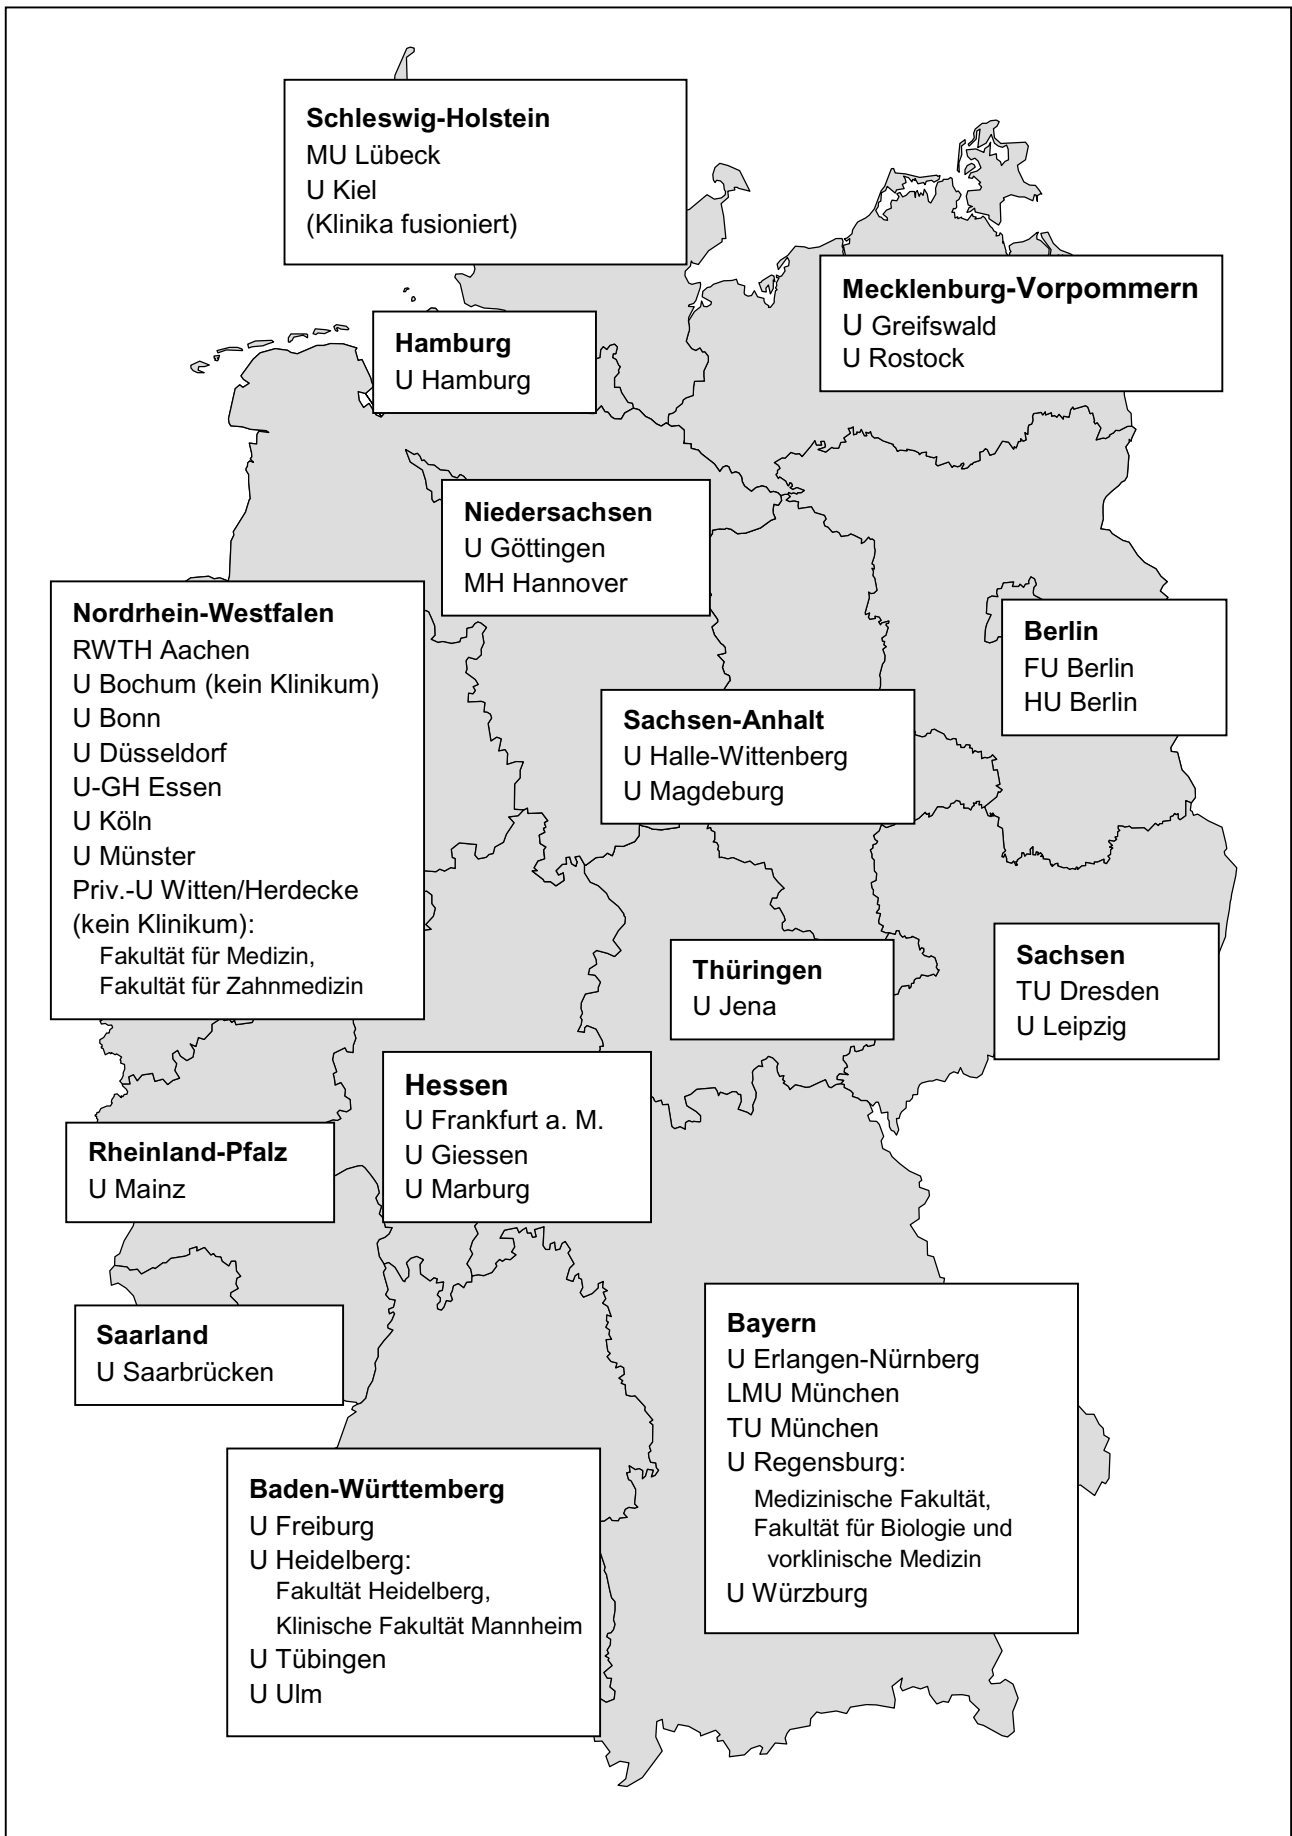 Schleswig-Holstein
MU Lübeck
U Kiel
(Klinika fusioniert)
Mecklenburg-Vorpommern
U Greifswald
U Rostock
Hamburg
U Hamburg
Niedersachsen
U Göttingen
MH Hannover
Nordrhein-Westfalen
RWTH Aachen
U Bochum (kein Klinikum)
U Bonn
U Düsseldorf
U-GH Essen
U Köln
U Münster
Priv.-U Witten/Herdecke
(kein Klinikum):
Fakultät für Medizin,
Fakultät für Zahnmedizin
Berlin
FU Berlin
HU Berlin
Sachsen-Anhalt
U Halle-Wittenberg
U Magdeburg
Thüringen
U Jena
Sachsen
TU Dresden
U Leipzig
Hessen
U Frankfurt a. M.
U Giessen
U Marburg
Rheinland-Pfalz
U Mainz
Saarland
U Saarbrücken
Bayern
U Erlangen-Nürnberg
LMU München
TU München
U Regensburg:
Medizinische Fakultät,
Fakultät für Biologie und
vorklinische Medizin
U Würzburg
Baden-Württemberg
U Freiburg
U Heidelberg:
Fakultät Heidelberg,
Klinische Fakultät Mannheim
U Tübingen
U Ulm